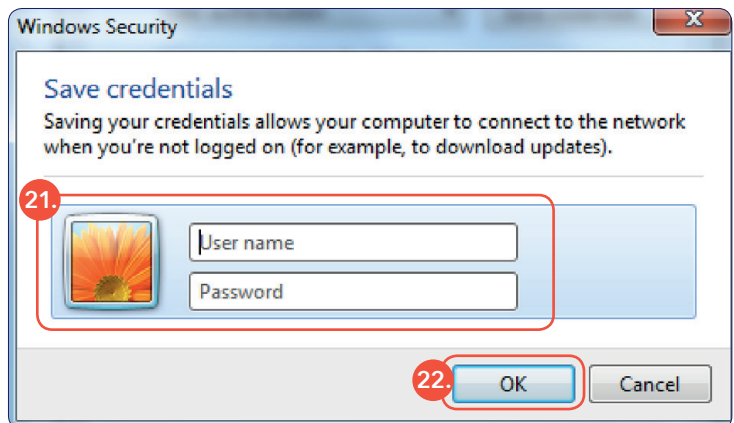 Windows Security
Save credentials
Saving your credentials allows your computer to connect to the network
when you're not logged on (for example, to download updates).
21.
User name
Password
22.
OK
Cancel